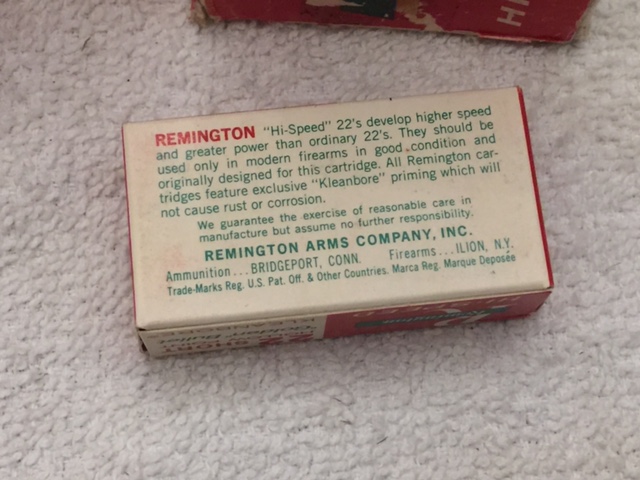 HI
REMINGTON "Hi-Speed" 22's develop higher speed
and greater power than ordinary 22's. They should be
used only in modern firearms in good condition and
originally designed for this cartridge. All Remington car-
tridges feature exclusive "Kleanbore" priming which will
not cause rust or corrosion.
We guarantee the exercise of reasonable care in
manufacture but assume no further responsibility.
REMINGTON ARMS COMPANY, INC.
Ammunition...BRIDGEPORT, CONN. Firearms...ILION, N.Y.
Trade-Marks Reg. U.S. Pat. Off. & Other Countries. Marca Reg. Marque Deposée
HI-SPEED
Remington